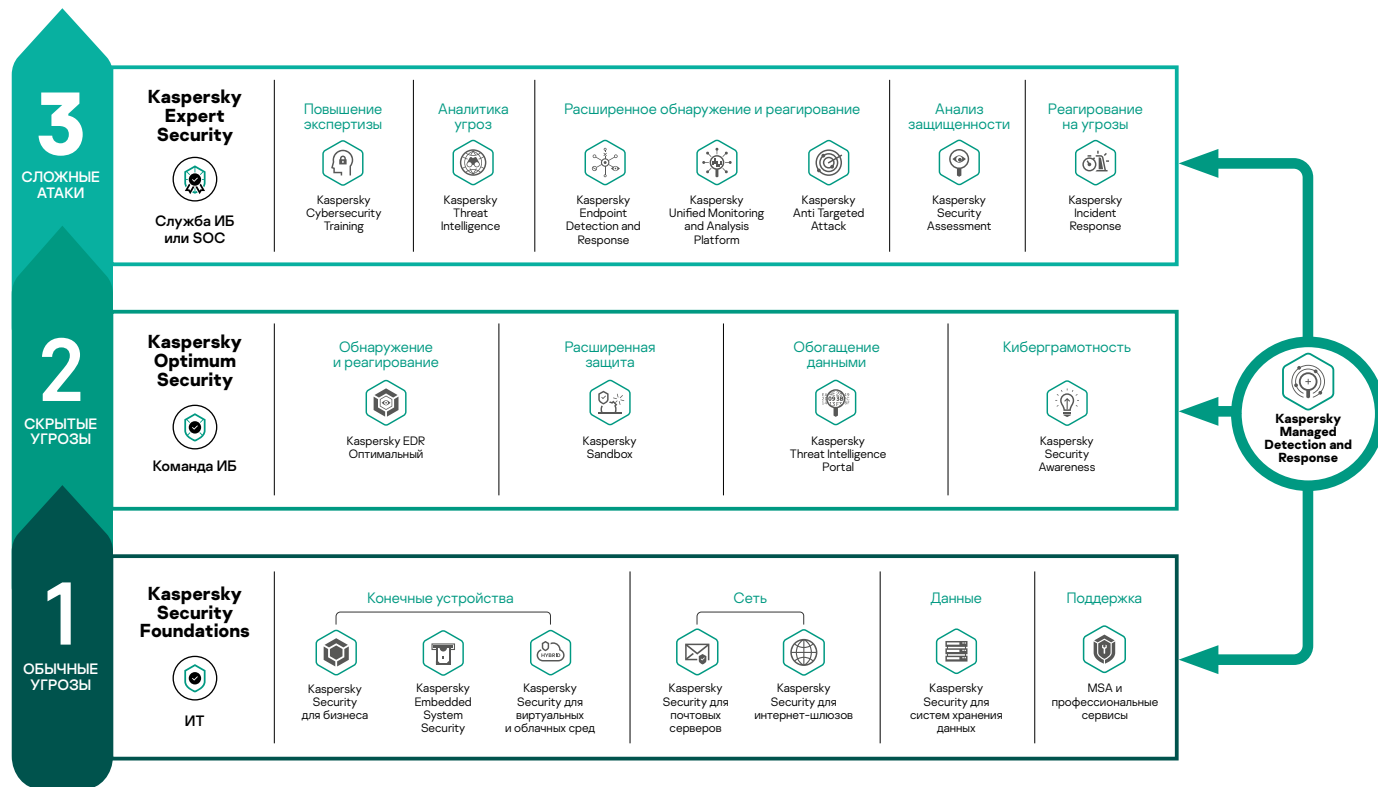 3
СЛОЖНЫЕ
АТАКИ
Kaspersky
Expert
Security
Служба ИБ
или SOC
Повышение
экспертизы
Kaspersky
Cybersecurity
Training
Аналитика
угроз
Kaspersky
Threat
Intelligence
Расширенное обнаружение и реагирование
Kaspersky
Endpoint
Detection and
Response
Kaspersky
Unified Monitoring
and Analysis
Platform
Kaspersky
Anti Targeted
Attack
Анализ
защищенности
Kaspersky
Security
Assessment
Реагирование
на угрозы
Kaspersky
Incident
Response
2
СКРЫТЫЕ
УГРОЗЫ
Kaspersky
Optimum
Security
Команда ИБ
Обнаружение
и реагирование
Kaspersky EDR
Оптимальный
Расширенная
защита
Kaspersky
Sandbox
Обогащение
данными
Kaspersky
Threat Intelligence
Portal
Киберграмотность
Kaspersky
Security
Awareness
Kaspersky
Managed
Detection and
Response
1
ОБЫЧНЫЕ
УГРОЗЫ
Kaspersky
Security
Foundations
ИТ
Конечные устройства
Kaspersky
Security
для бизнеса
Kaspersky
Embedded
System
Security
HYBRID
Kaspersky
Security для
виртуальных
и облачных сред
Сеть
Kaspersky
Security для
почтовых
серверов
Kaspersky
Security для
интернет-шлюзов
Данные
Kaspersky
Security для
систем хранения
данных
Поддержка
MSA и
профессиональные
сервисы